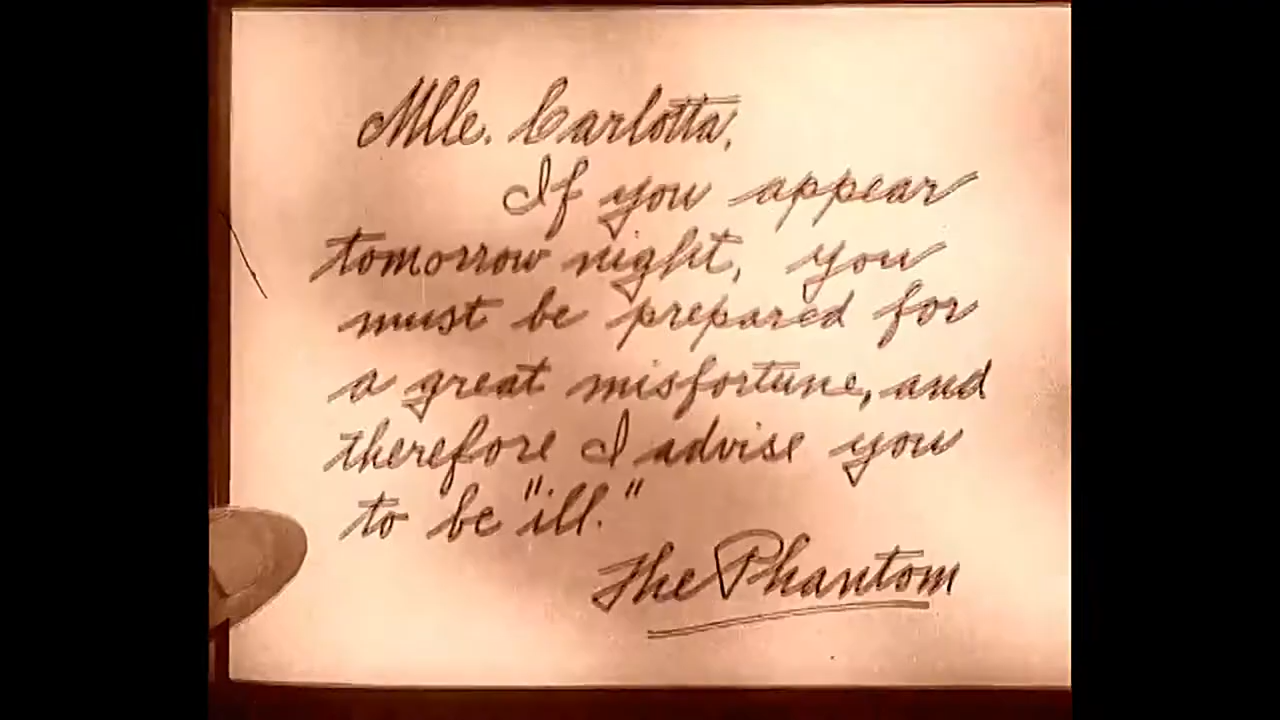 Mlle. Carlotta,
If you appear
tomorrow night, you
must be prepared for
a great misfortune, and
therefore I advise you
to be "ill."
The Phantom